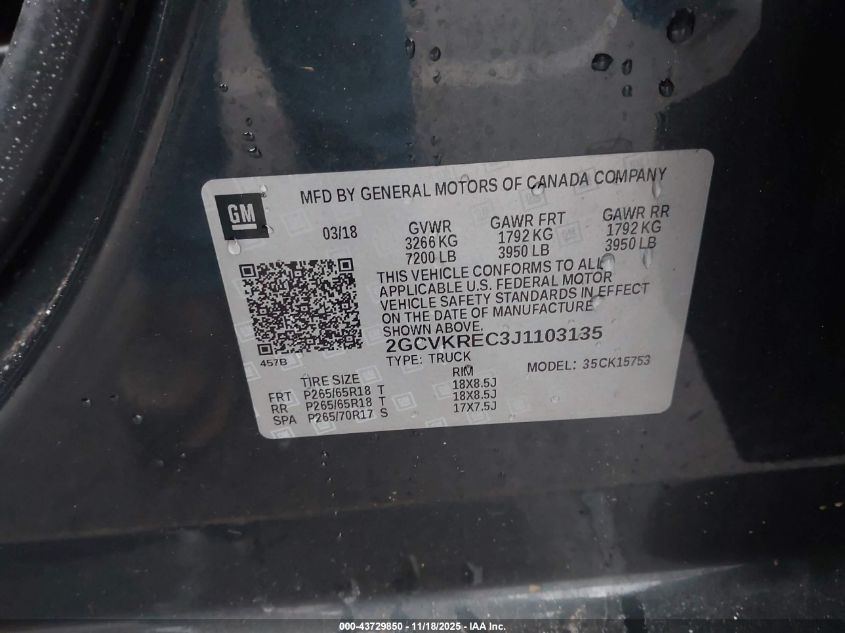 GM
MFD BY GENERAL MOTORS OF CANADA COMPANY
03/18
GVWR GAWR FRT GAWR RR
3266 KG 1792 KG 1792 KG
7200 LB 3950 LB 3950 LB
THIS VEHICLE CONFORMS TO ALL
APPLICABLE U.S. FEDERAL MOTOR
VEHICLE SAFETY STANDARDS IN EFFECT
ON THE DATE OF MANUFACTURE
SHOWN ABOVE.
2GCVKREC3J1103135
457B
TYPE: TRUCK
MODEL: 35CK15753
TIRE SIZE RIM
FRT P265/65R18 T 18X8.5J
RR P265/65R18 T 18X8.5J
SPA P265/70R17 S 17X7.5J
000-43729850 - 11/18/2025 - IAA Inc.